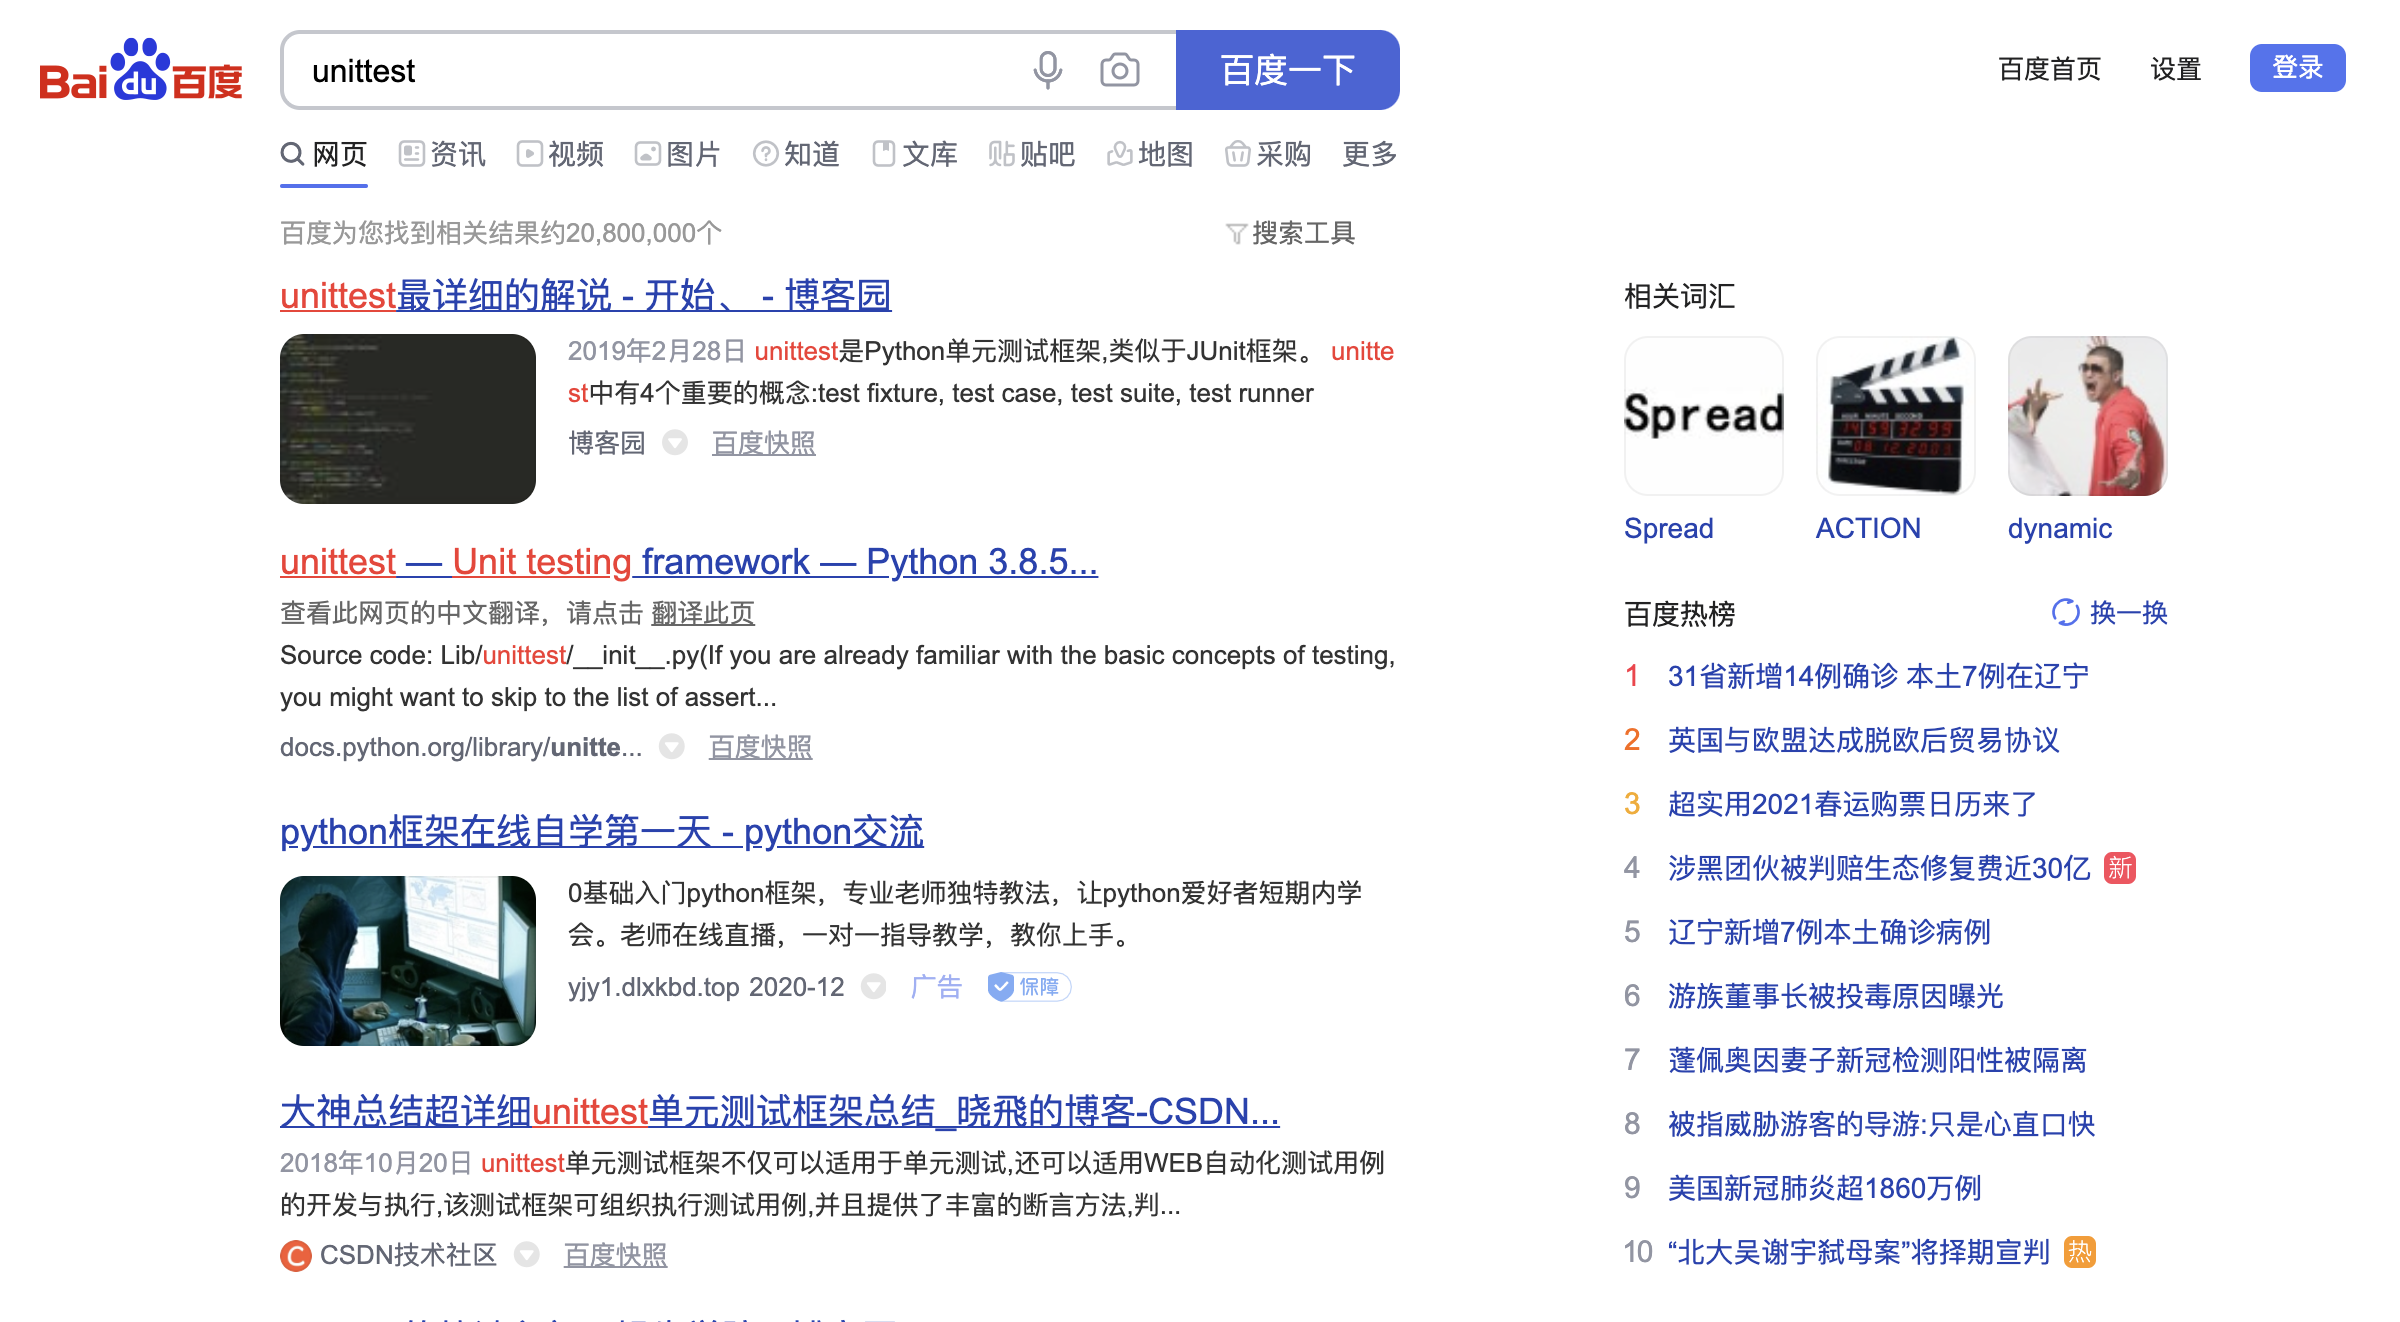 Bai du 百度
unittest
百度一下
百度首页 设置 登录
网页 资讯 视频 图片 知道 文库 贴吧 地图 采购 更多
百度为您找到相关结果约20,800,000个
搜索工具
unittest最详细的解说 - 开始、 - 博客园
2019年2月28日 unittest是Python单元测试框架,类似于JUnit框架。 unitte
st中有4个重要的概念:test fixture, test case, test suite, test runner
博客园 百度快照
unittest — Unit testing framework — Python 3.8.5...
查看此网页的中文翻译，请点击 翻译此页
Source code: Lib/unittest/__init__.py(If you are already familiar with the basic concepts of testing,
you might want to skip to the list of assert...
docs.python.org/library/unitte... 百度快照
python框架在线自学第一天 - python交流
0基础入门python框架，专业老师独特教法，让python爱好者短期内学
会。老师在线直播，一对一指导教学，教你上手。
yjy1.dlxkbd.top 2020-12 广告 保障
大神总结超详细unittest单元测试框架总结_晓飛的博客-CSDN...
2018年10月20日 unittest单元测试框架不仅可以适用于单元测试,还可以适用WEB自动化测试用例
的开发与执行,该测试框架可组织执行测试用例,并且提供了丰富的断言方法,判...
CSDN技术社区 百度快照
相关词汇
Spread
Spread ACTION dynamic
百度热榜 换一换
1 31省新增14例确诊 本土7例在辽宁
2 英国与欧盟达成脱欧后贸易协议
3 超实用2021春运购票日历来了
4 涉黑团伙被判赔生态修复费近30亿 新
5 辽宁新增7例本土确诊病例
6 游族董事长被投毒原因曝光
7 蓬佩奥因妻子新冠检测阳性被隔离
8 被指威胁游客的导游:只是心直口快
9 美国新冠肺炎超1860万例
10 “北大吴谢宇弑母案”将择期宣判 热